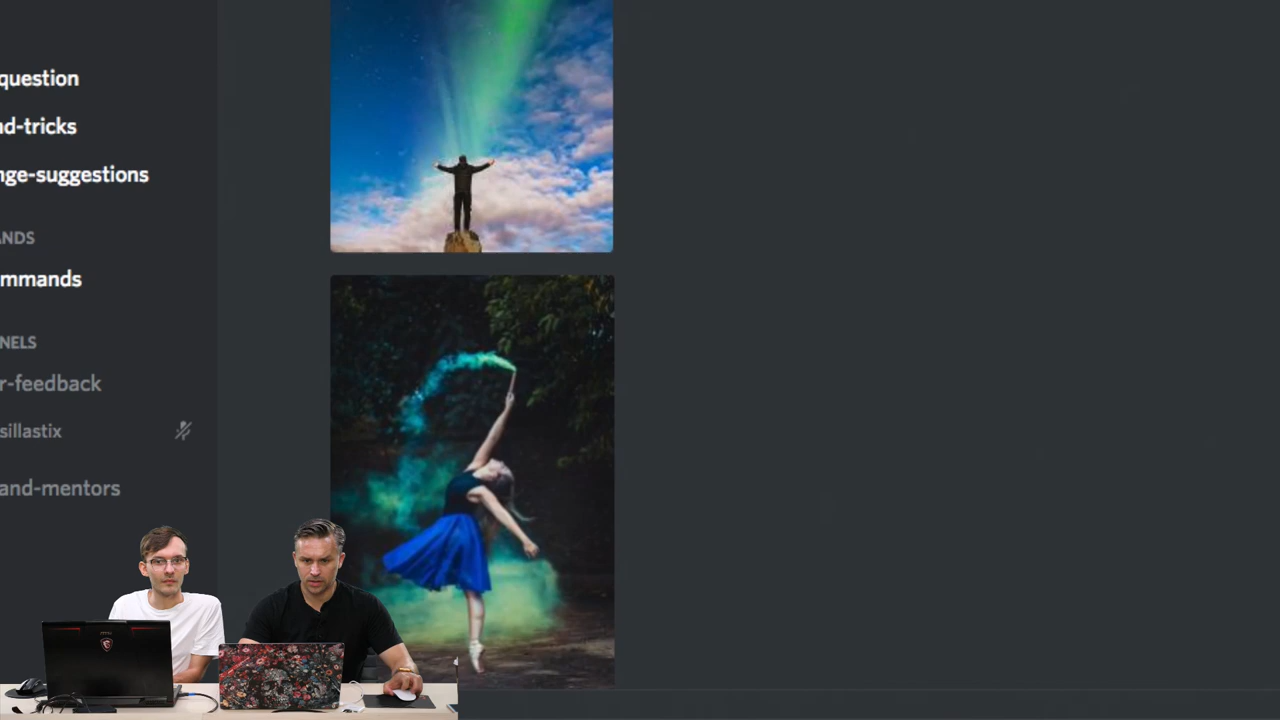 question
nd-tricks
nge-suggestions
ANDS
mmands
NELS
r-feedback
sillastix
and-mentors